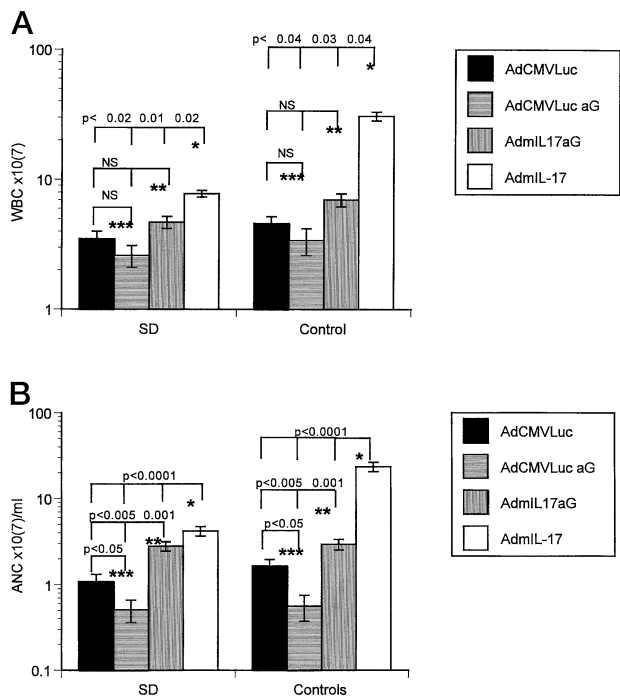 A
100
10
1
WBC x10(7)
p< 0.02 0.01 0.02
NS
NS
*
**
***
SD
p< 0.04 0.03 0.04
NS
NS
*
**
***
Control
AdCMVLuc
AdCMVLuc aG
AdmIL17aG
AdmIL-17
B
100
10
1
0.1
ANC x10(7)/ml
p<0.0001
p<0.005 0.001
p<0.05
*
**
***
SD
p<0.0001
p<0.005 0.001
p<0.05
*
**
***
Controls
AdCMVLuc
AdCMVLuc aG
AdmIL17aG
AdmIL-17